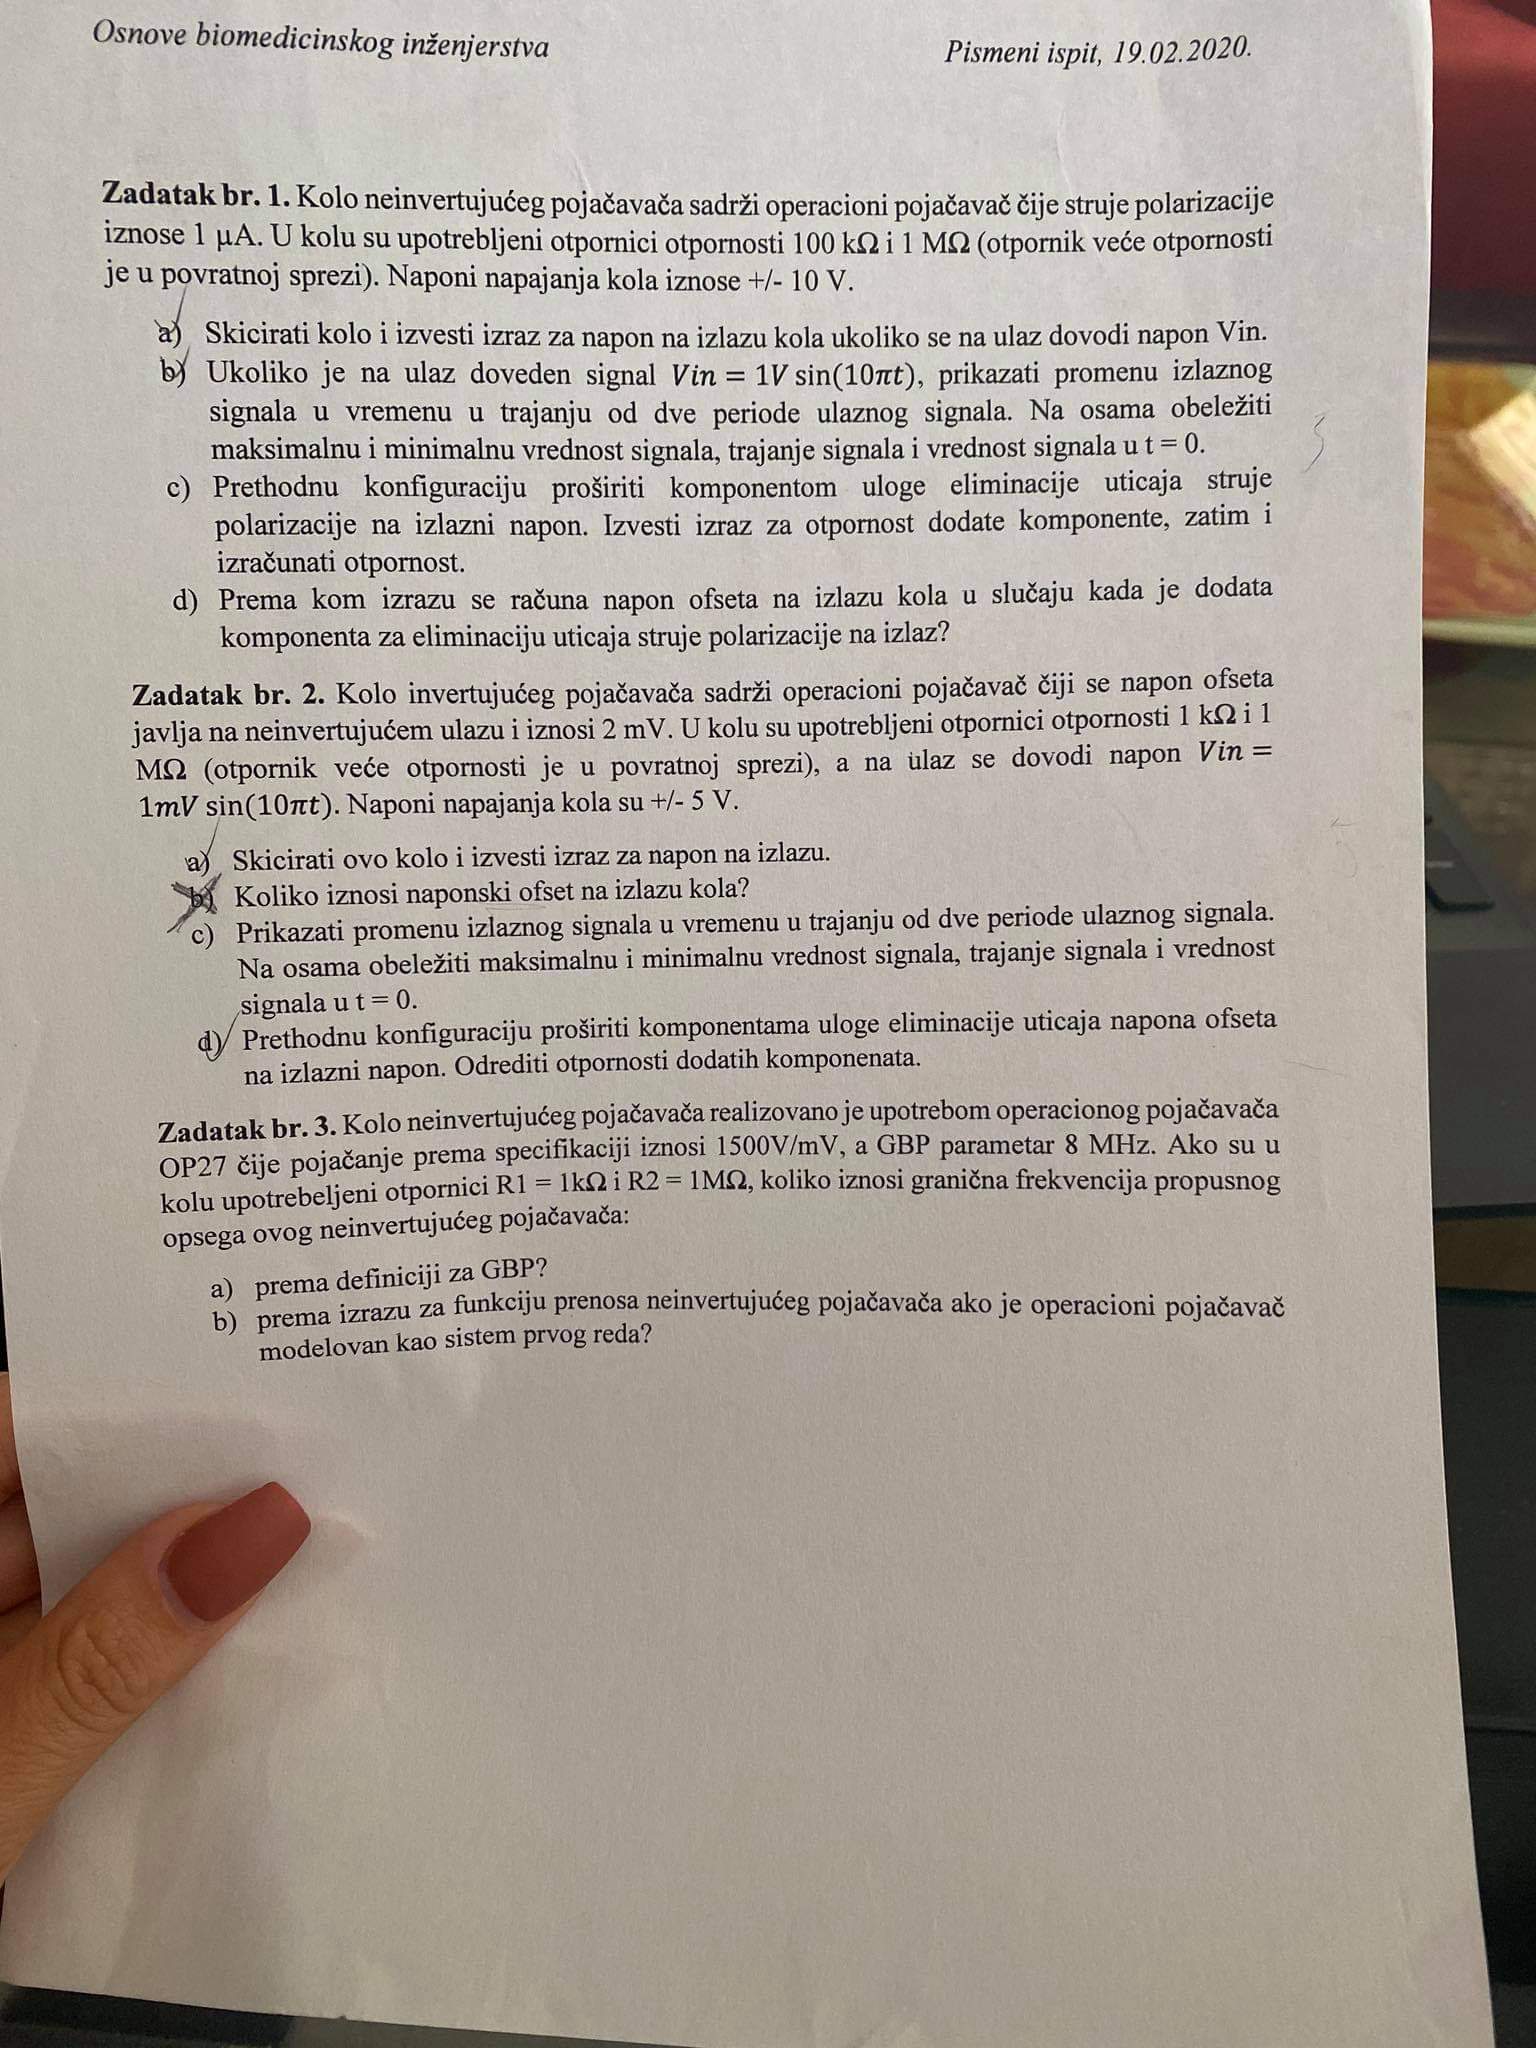 Osnove biomedicinskog inženjerstva
Pismeni ispit, 19.02.2020.
Zadatak br. 1. Kolo neinvertujućeg pojačavača sadrži operacioni pojačavač čije struje polarizacije
iznose 1 μA. U kolu su upotrebljeni otpornici otpornosti 100 kΩ i 1 MΩ (otpornik veće otpornosti
je u povratnoj sprezi). Naponi napajanja kola iznose +/- 10 V.
a) Skicirati kolo i izvesti izraz za napon na izlazu kola ukoliko se na ulaz dovodi napon Vin.
b) Ukoliko je na ulaz doveden signal Vin = 1V sin(10πt), prikazati promenu izlaznog
signala u vremenu u trajanju od dve periode ulaznog signala. Na osama obeležiti
maksimalnu i minimalnu vrednost signala, trajanje signala i vrednost signala u t = 0.
c) Prethodnu konfiguraciju proširiti komponentom uloge eliminacije uticaja struje
polarizacije na izlazni napon. Izvesti izraz za otpornost dodate komponente, zatim i
izračunati otpornost.
d) Prema kom izrazu se računa napon ofseta na izlazu kola u slučaju kada je dodata
komponenta za eliminaciju uticaja struje polarizacije na izlaz?
Zadatak br. 2. Kolo invertujućeg pojačavača sadrži operacioni pojačavač čiji se napon ofseta
javlja na neinvertujućem ulazu i iznosi 2 mV. U kolu su upotrebljeni otpornici otpornosti 1 kΩ i 1
MΩ (otpornik veće otpornosti je u povratnoj sprezi), a na ulaz se dovodi napon Vin =
1mV sin(10πt). Naponi napajanja kola su +/- 5 V.
a) Skicirati ovo kolo i izvesti izraz za napon na izlazu.
b) Koliko iznosi naponski ofset na izlazu kola?
c) Prikazati promenu izlaznog signala u vremenu u trajanju od dve periode ulaznog signala.
Na osama obeležiti maksimalnu i minimalnu vrednost signala, trajanje signala i vrednost
signala u t = 0.
d) Prethodnu konfiguraciju proširiti komponentama uloge eliminacije uticaja napona ofseta
na izlazni napon. Odrediti otpornosti dodatih komponenata.
Zadatak br. 3. Kolo neinvertujućeg pojačavača realizovano je upotrebom operacionog pojačavača
OP27 čije pojačanje prema specifikaciji iznosi 1500V/mV, a GBP parametar 8 MHz. Ako su u
kolu upotrebeljeni otpornici R1 = 1kΩ i R2 = 1MΩ, koliko iznosi granična frekvencija propusnog
opsega ovog neinvertujućeg pojačavača:
a) prema definiciji za GBP?
b) prema izrazu za funkciju prenosa neinvertujućeg pojačavača ako je operacioni pojačavač
modelovan kao sistem prvog reda?